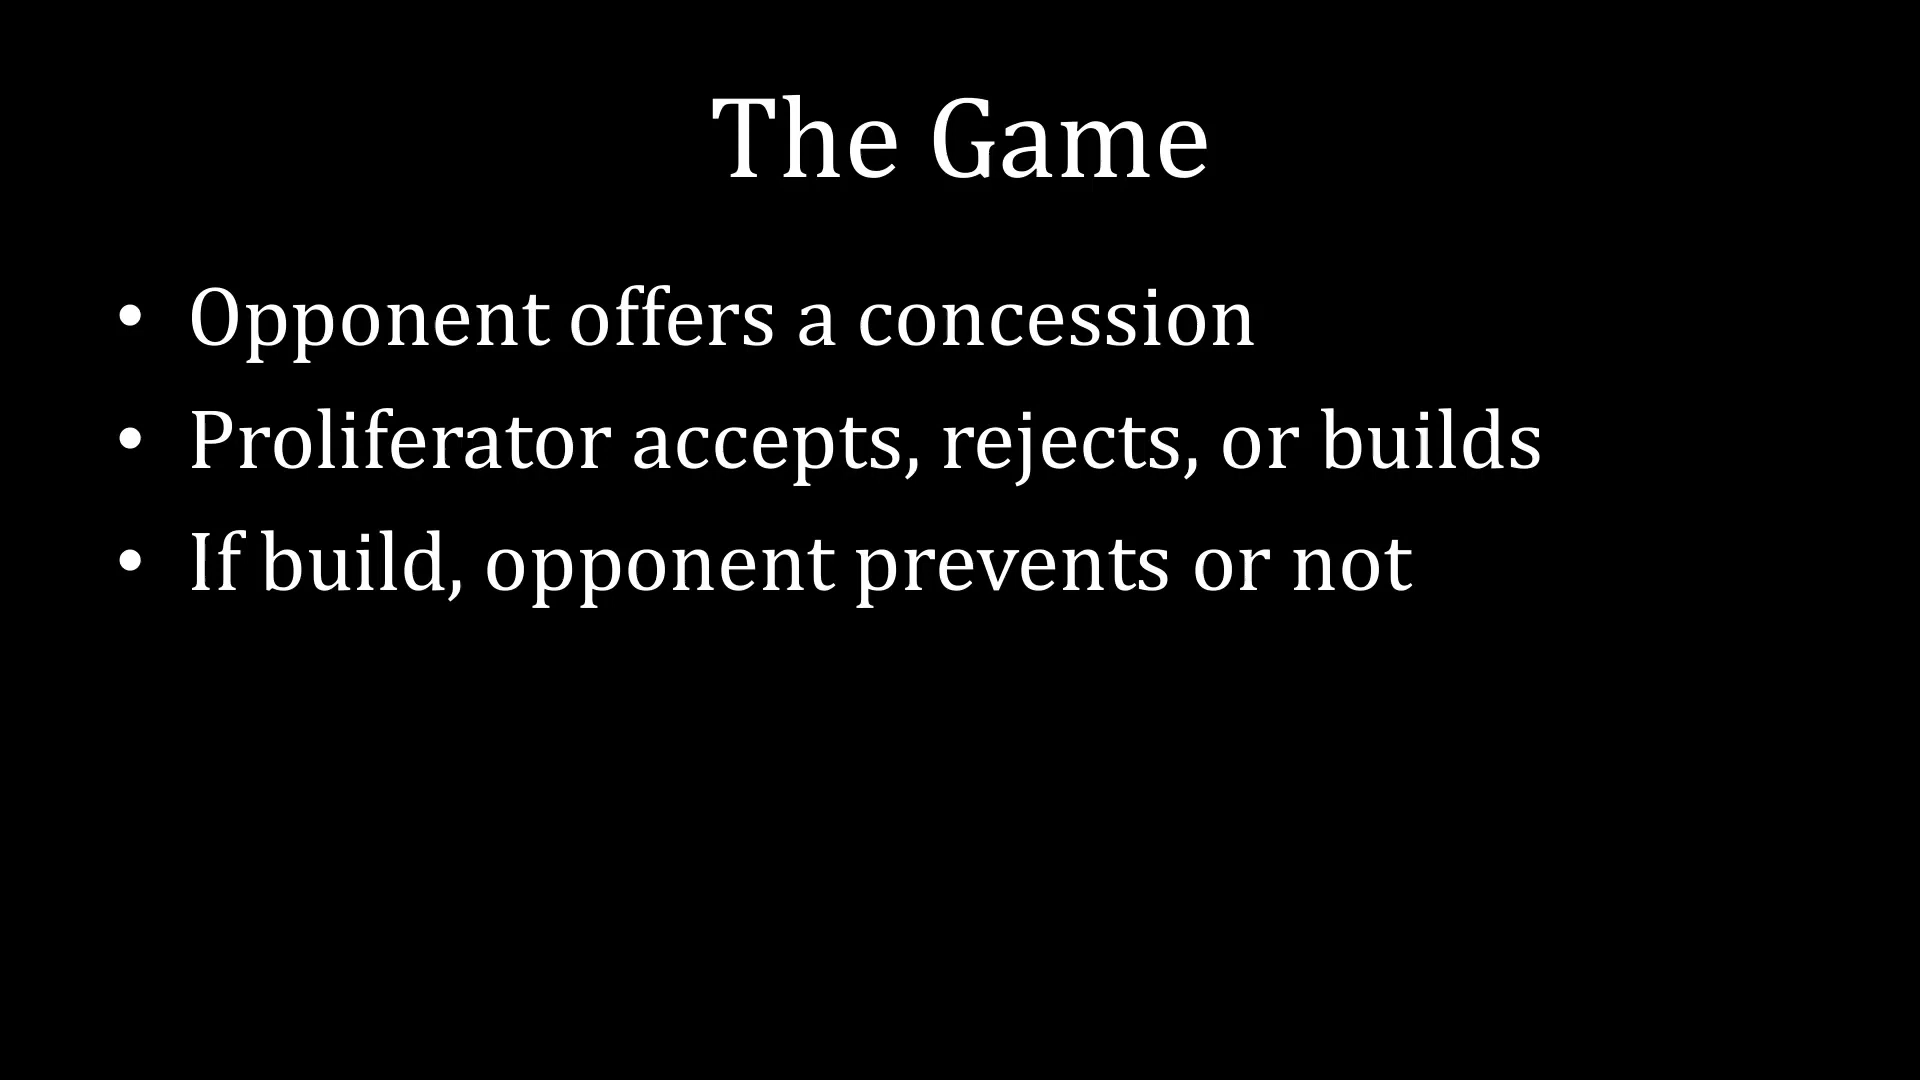 The Game
• Opponent offers a concession
• Proliferator accepts, rejects, or builds
• If build, opponent prevents or not